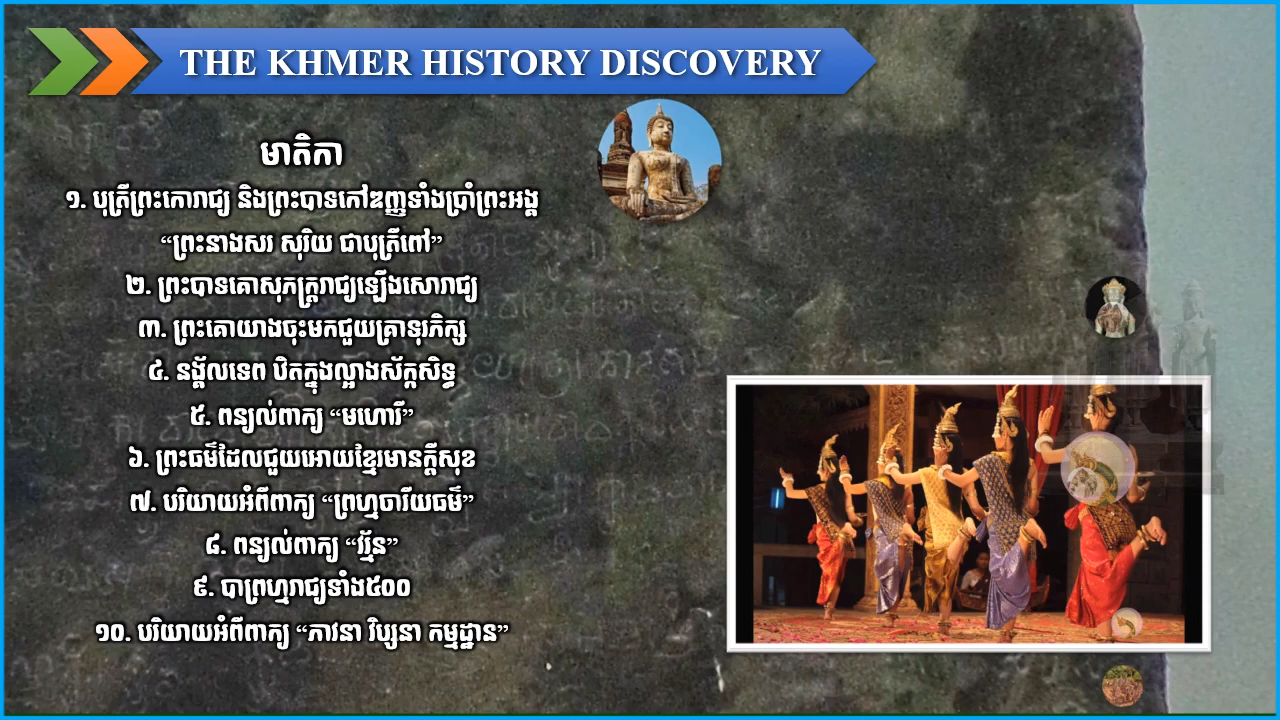 THE KHMER HISTORY DISCOVERY
មាតិកា
១. បុត្រីព្រះគោរាជ្យ និងព្រះបាទកៅឌញ្ញទាំងប្រាំព្រះអង្គ
“ព្រះនាងសរ សុរិយ ជាបុត្រីពៅ”
២. ព្រះបាទគោសុភក្ត្ររាជ្យឡើងសោរាជ្យ
៣. ព្រះគោយាងចុះមកជួយគ្រាទុរភិក្ស
៤. នង្គ័លទេព ឋិតក្នុងល្អាងស័ក្កសិទ្ធ
៥. ពន្យល់ពាក្យ “មហោរី”
៦. ព្រះធម៌ដែលជួយអោយខ្មែរមានក្ដីសុខ
៧. បរិយាយអំពីពាក្យ “ព្រហ្មចារីយធម៌”
៨. ពន្យល់ពាក្យ “វរ្ម័ន”
៩. បាព្រហ្មរាជ្យទាំង៥០០
១០. បរិយាយអំពីពាក្យ “ភាវនា វិប្សនា កម្មដ្ឋាន”